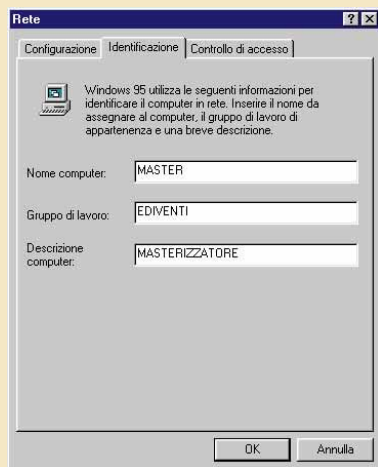 Rete
Configurazione Identificazione Controllo di accesso
Windows 95 utilizza le seguenti informazioni per
identificare il computer in rete. Inserire il nome da
assegnare al computer, il gruppo di lavoro di
appartenenza e una breve descrizione.
Nome computer: MASTER
Gruppo di lavoro: EDIVENTI
Descrizione
computer: MASTERIZZATORE
OK Annulla